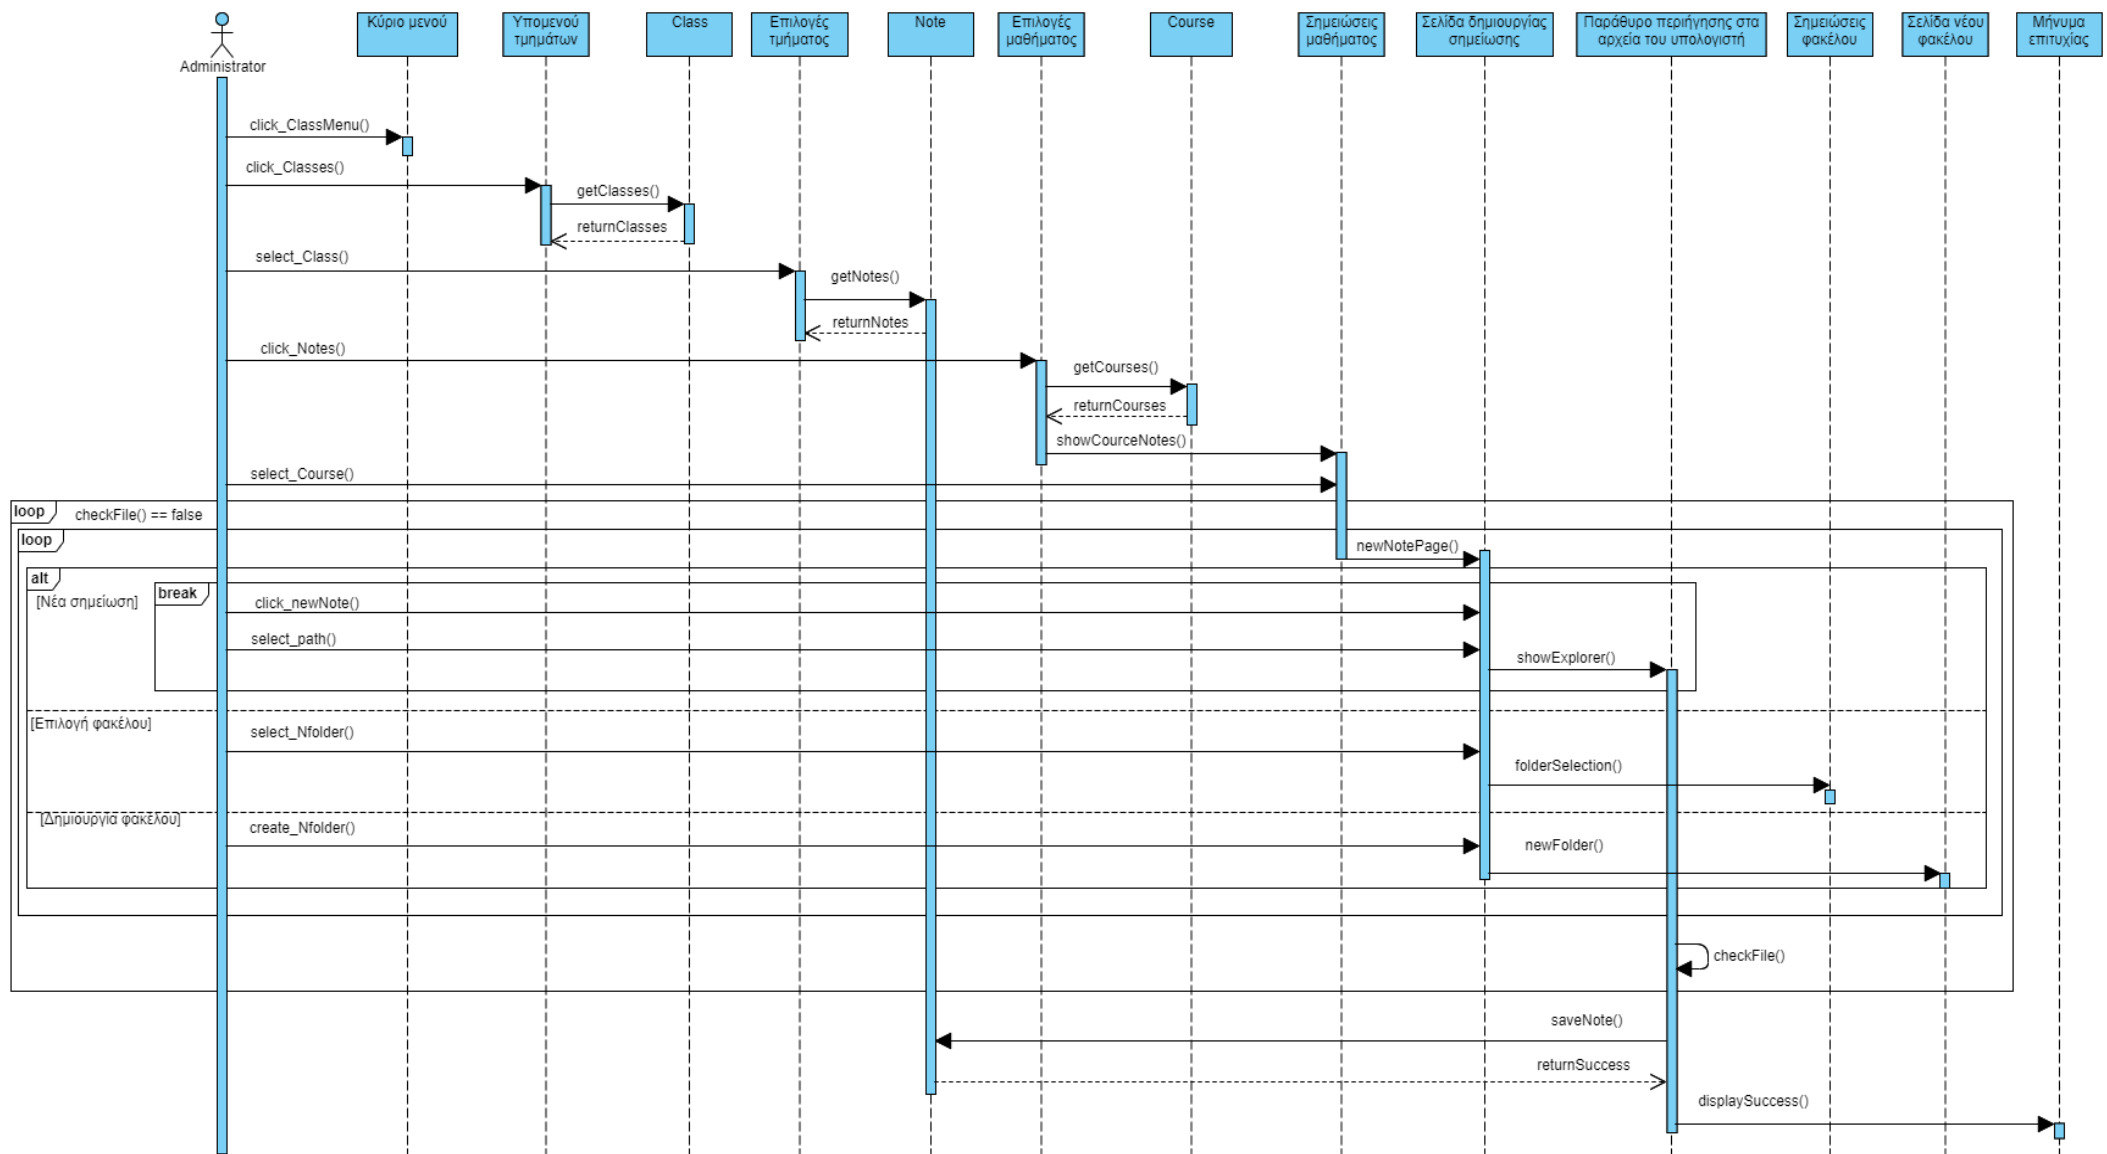 Administrator
Κύριο μενού
Υπομενού
τμημάτων
Class
Επιλογές
τμήματος
Note
Επιλογές
μαθήματος
Course
Σημειώσεις
μαθήματος
Σελίδα δημιουργίας
σημείωσης
Παράθυρο περιήγησης στα
αρχεία του υπολογιστή
Σημειώσεις
φακέλου
Σελίδα νέου
φακέλου
Μήνυμα
επιτυχίας
click_ClassMenu()
click_Classes()
getClasses()
returnClasses
select_Class()
getNotes()
returnNotes
click_Notes()
getCourses()
returnCourses
showCourceNotes()
select_Course()
loop
checkFile() == false
loop
newNotePage()
alt
[Νέα σημείωση]
break
click_newNote()
select_path()
showExplorer()
[Επιλογή φακέλου]
select_Nfolder()
folderSelection()
[Δημιουργία φακέλου]
create_Nfolder()
newFolder()
checkFile()
saveNote()
returnSuccess
displaySuccess()